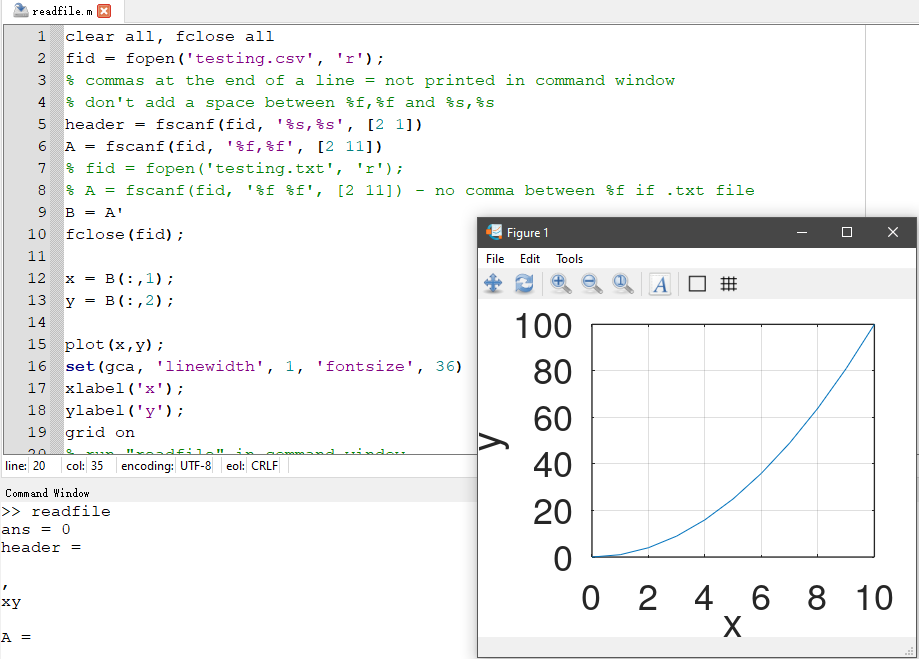 readfile.m
1 clear all, fclose all
2 fid = fopen('testing.csv', 'r');
3 % commas at the end of a line = not printed in command window
4 % don't add a space between %f,%f and %s,%s
5 header = fscanf(fid, '%s,%s', [2 1])
6 A = fscanf(fid, '%f,%f', [2 11])
7 % fid = fopen('testing.txt', 'r');
8 % A = fscanf(fid, '%f %f', [2 11]) - no comma between %f if .txt file
9 B = A'
10 fclose(fid);
11
12 x = B(:,1);
13 y = B(:,2);
14
15 plot(x,y);
16 set(gca, 'linewidth', 1, 'fontsize', 36)
17 xlabel('x');
18 ylabel('y');
19 grid on
20 % run "readfile" in command window
line: 20 col: 35 encoding: UTF-8 eol: CRLF
Command Window
>> readfile
ans = 0
header =
,
xy
A =
Figure 1
File Edit Tools
A
100
80
60
40
20
0
y
0 2 4 6 8 10
x